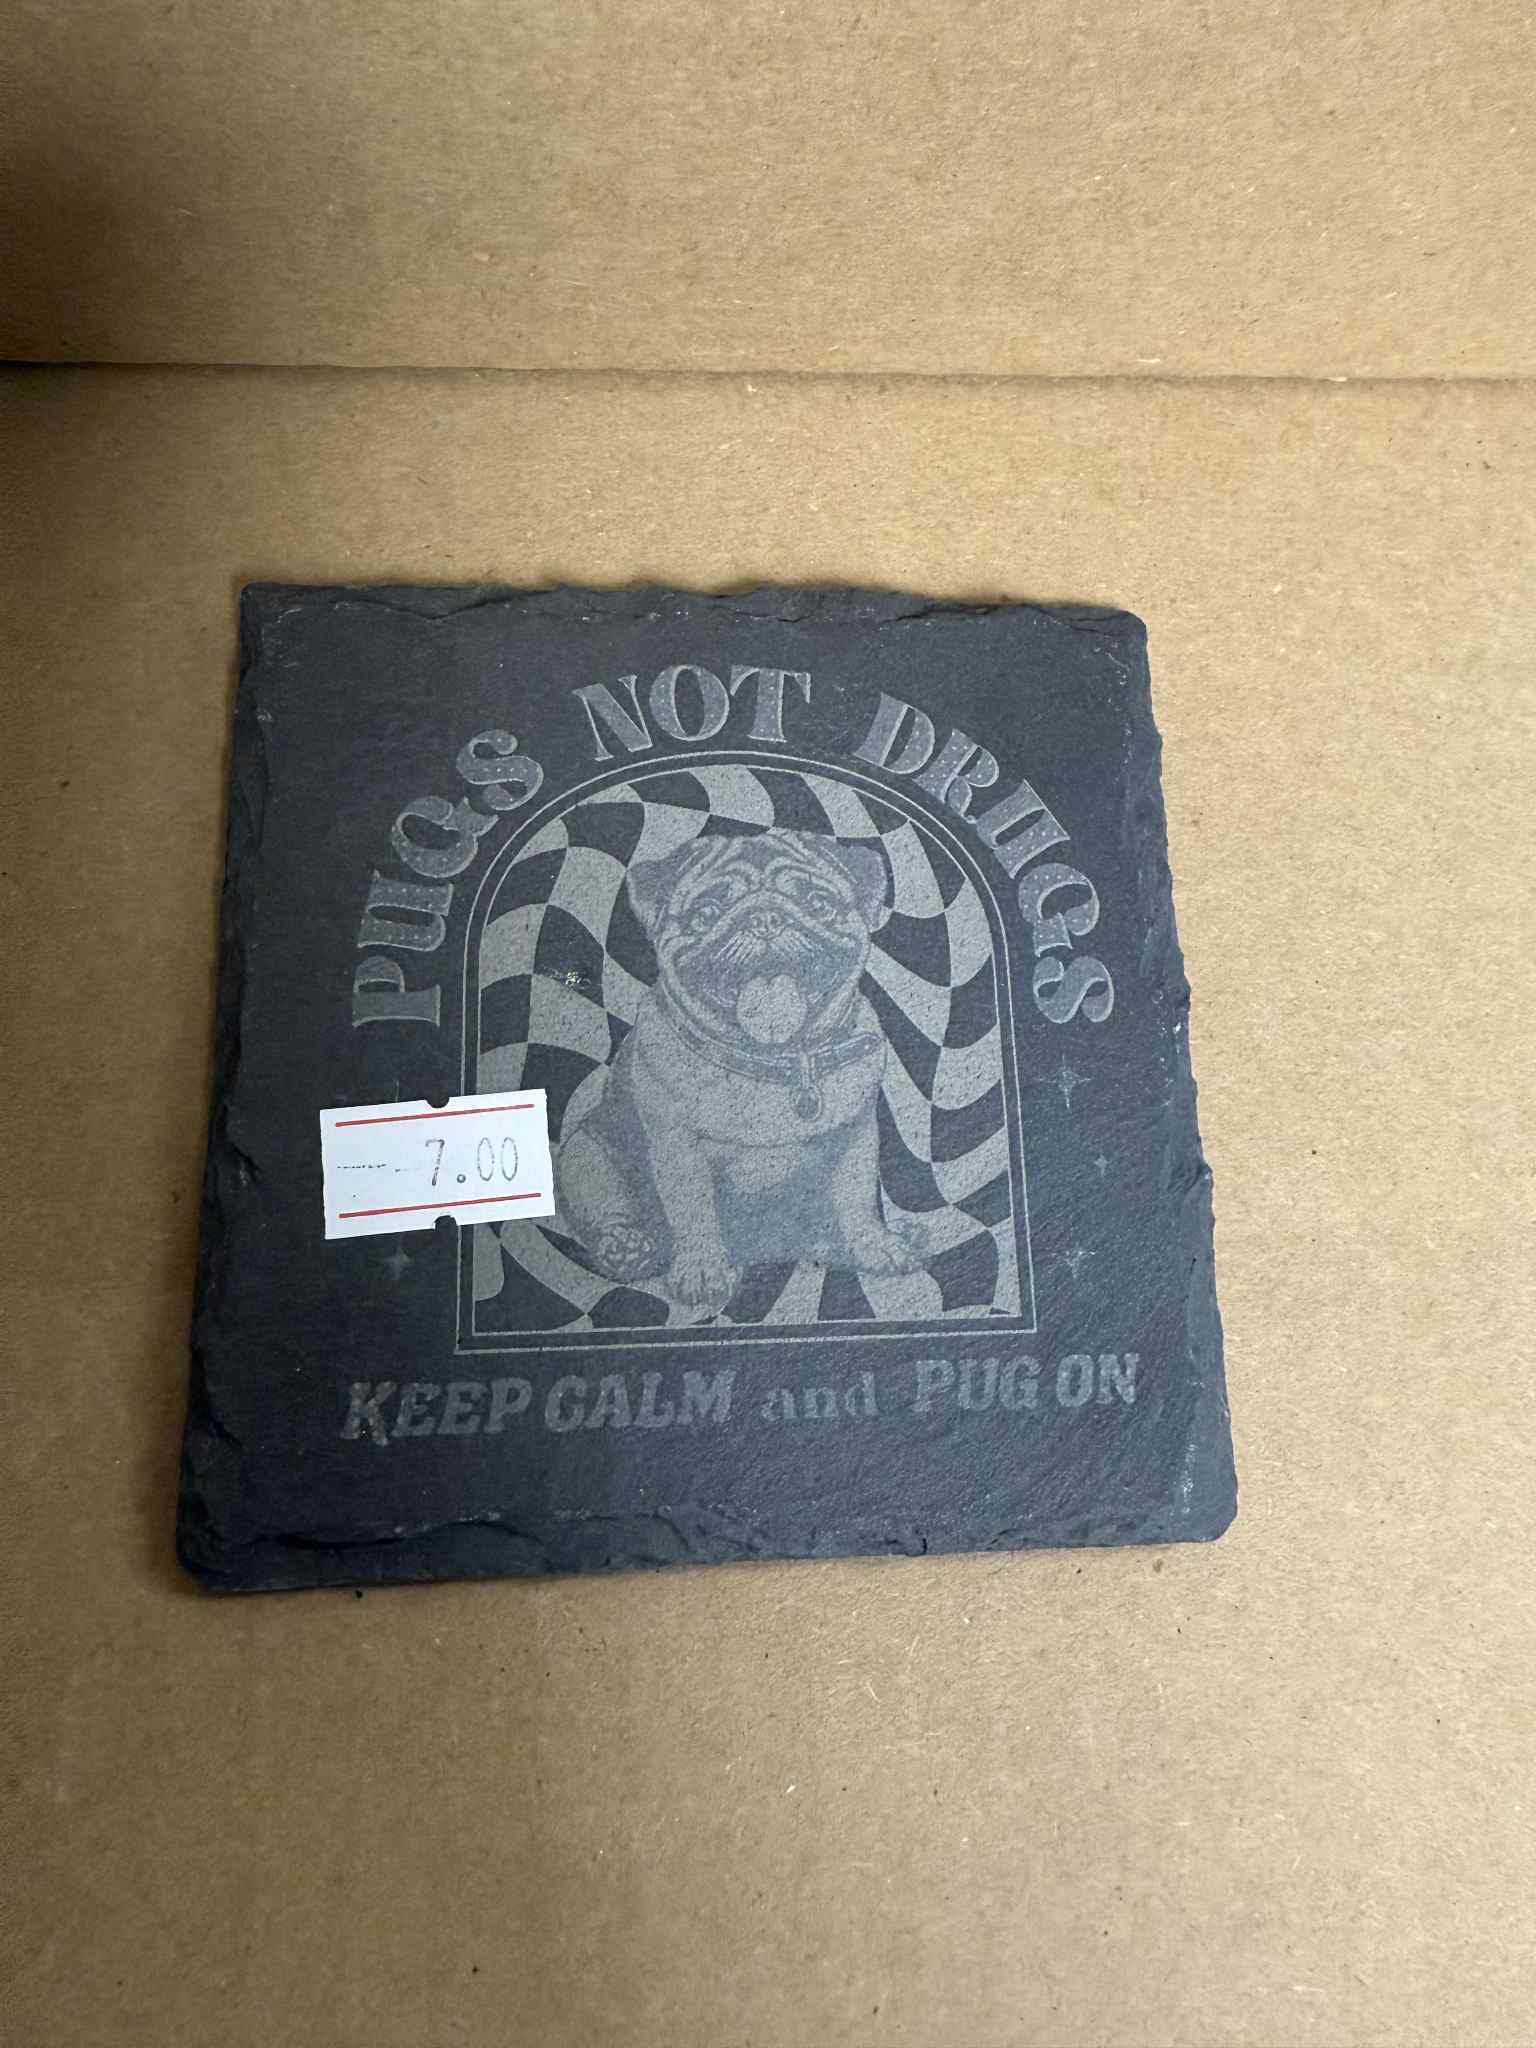 PUGS NOT DRUGS
7.00
KEEP CALM and PUG ON